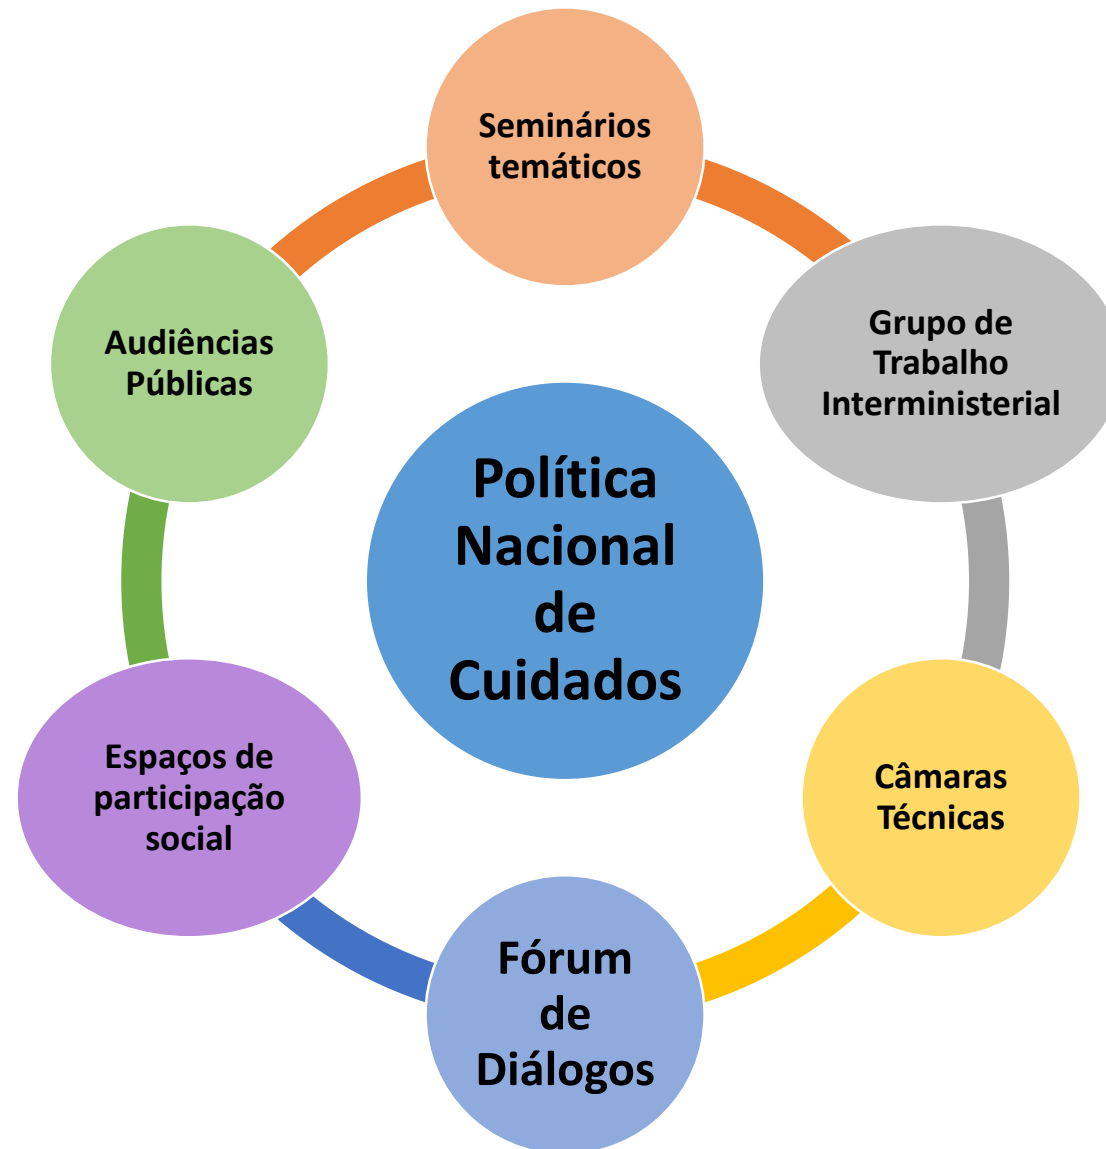 Seminários
temáticos
Grupo de
Trabalho
Interministerial
Câmaras
Técnicas
Fórum
de
Diálogos
Espaços de
participação
social
Audiências
Públicas
Política
Nacional
de
Cuidados